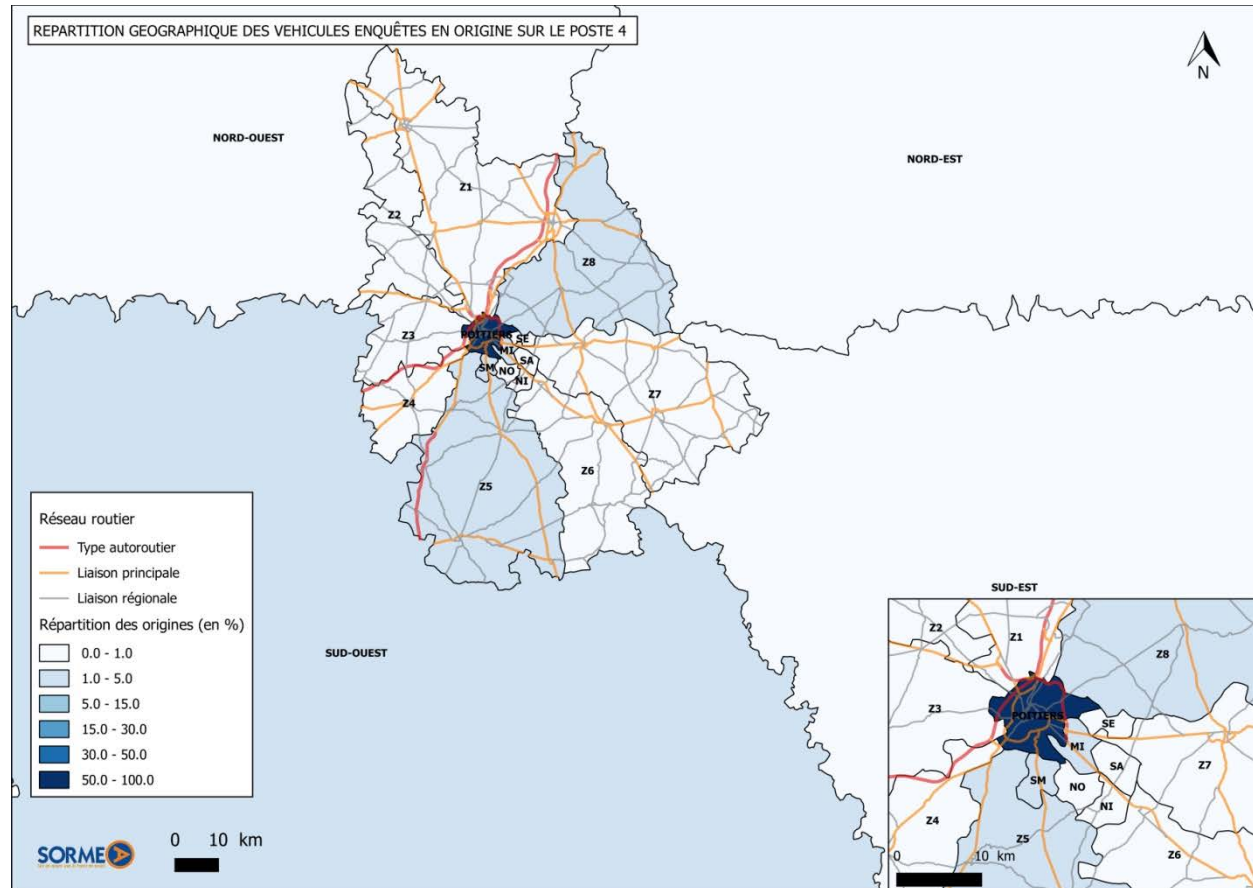 REPARTITION GEOGRAPHIQUE DES VEHICULES ENQUÊTES EN ORIGINE SUR LE POSTE 4
N
NORD-OUEST
NORD-EST
Z1
Z2
Z8
Z3
POITIERS
SE
MI
SA
SM
NO
NI
Z4
Z7
Z6
Z5
SUD-OUEST
SUD-EST
Réseau routier
Type autoroutier
Liaison principale
Liaison régionale
Répartition des origines (en %)
0.0 - 1.0
1.0 - 5.0
5.0 - 15.0
15.0 - 30.0
30.0 - 50.0
50.0 - 100.0
SORMEA
0 10 km
Z2
Z1
Z8
Z3
POITIERS
SE
MI
SA
Z7
SM
NO
NI
Z4
Z5
Z6
0 10 km